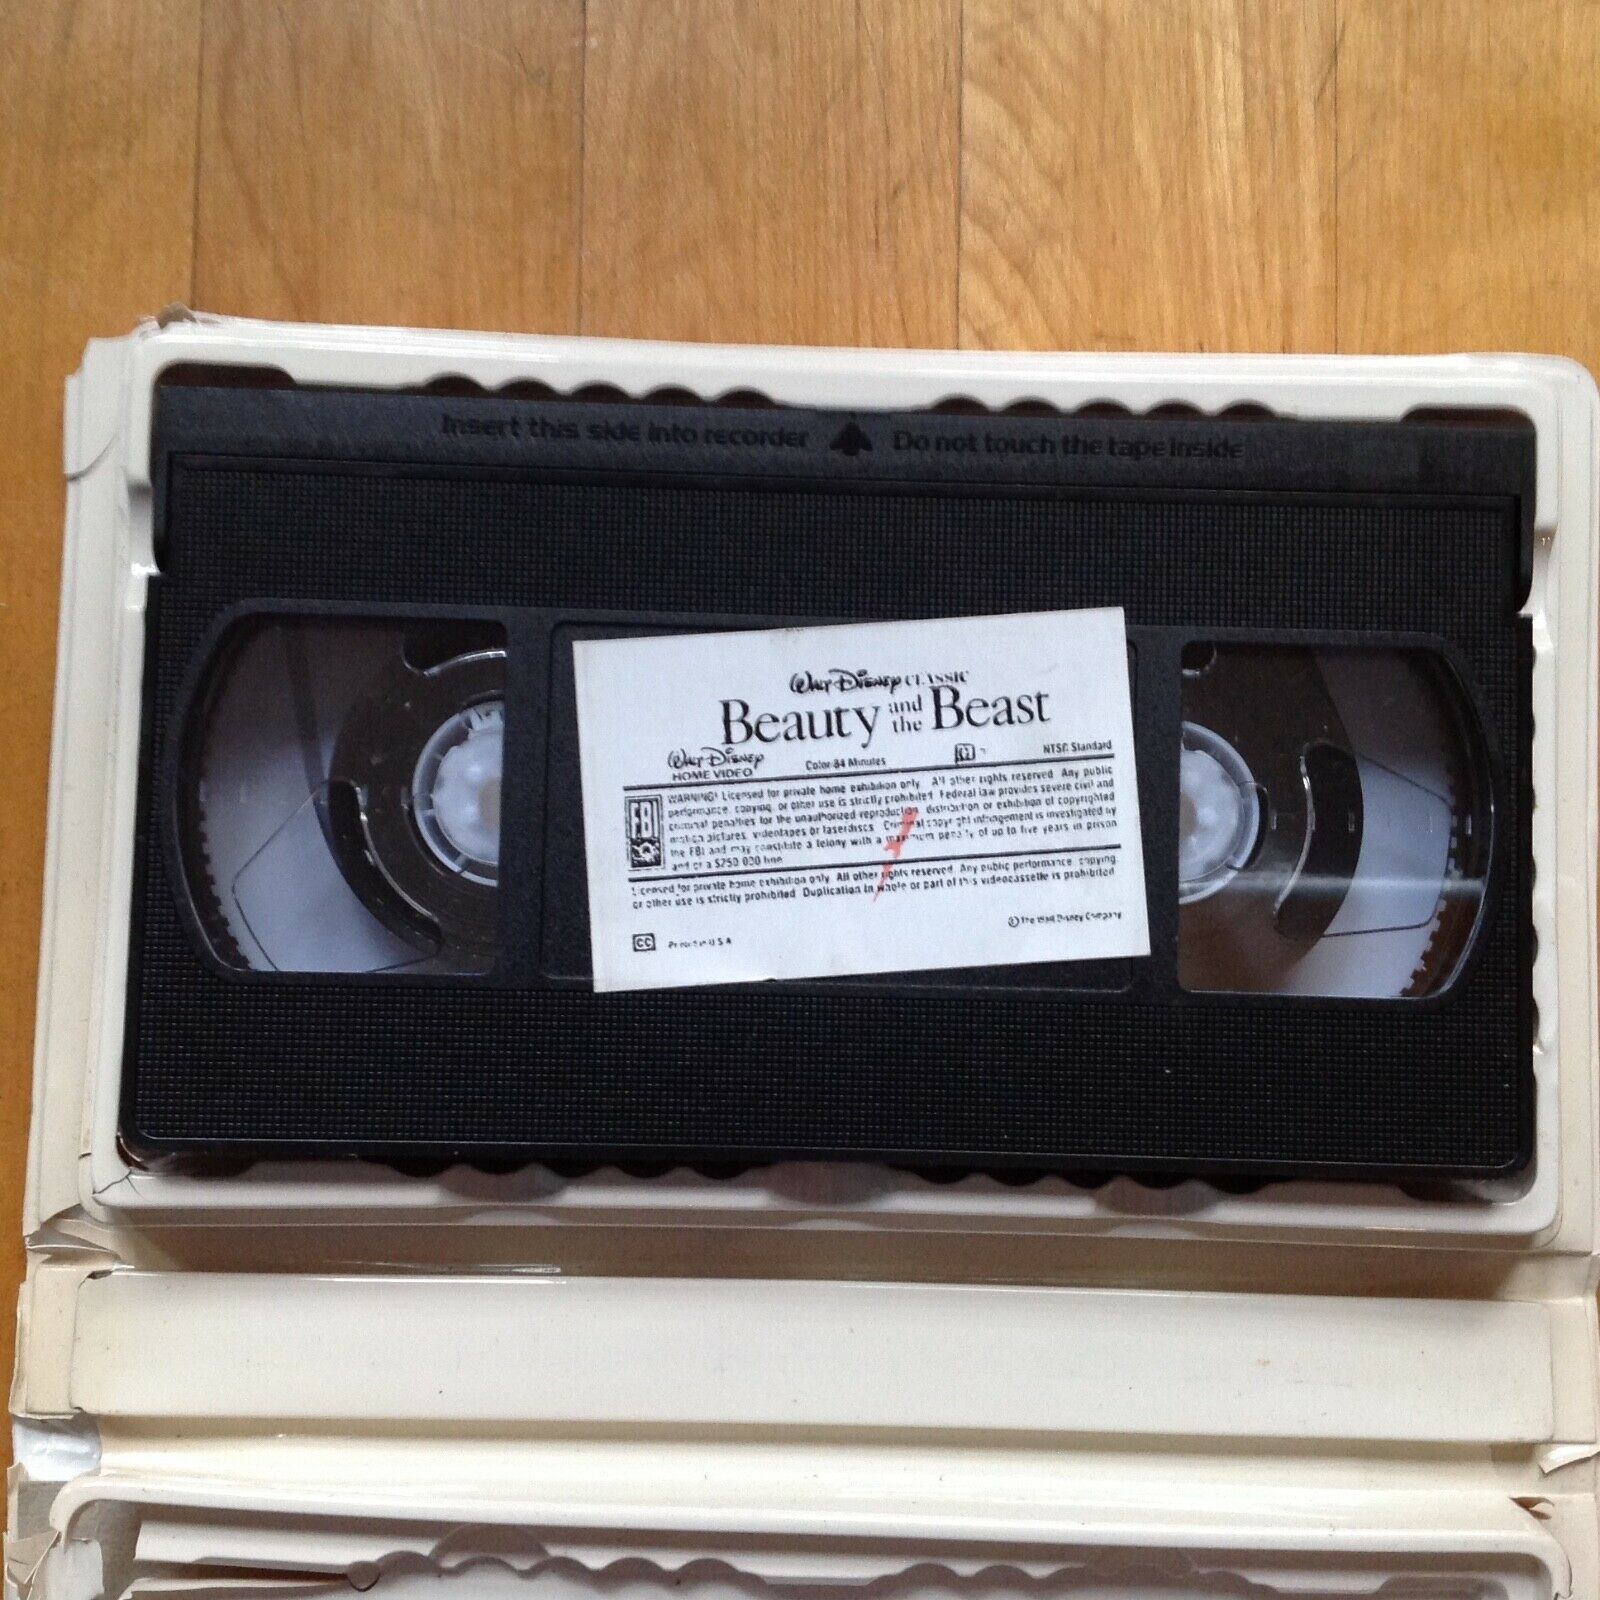 Insert this side into recorder Do not touch the tape inside
WALT DISNEY CLASSIC
Beauty and the Beast
WALT DISNEY
HOME VIDEO
Color 84 Minutes
NTSC Standard
FBI
WARNING! Licensed for private home exhibition only. All other rights reserved. Any public
performance, copying, or other use is strictly prohibited. Federal law provides severe civil and
criminal penalties for the unauthorized reproduction, distribution or exhibition of copyrighted
motion pictures, videotapes or laserdiscs. Criminal copyright infringement is investigated by
the FBI and may constitute a felony with a maximum penalty of up to five years in prison
and or a $250 000 fine
Licensed for private home exhibition only. All other rights reserved. Any public performance, copying
or other use is strictly prohibited. Duplication in whole or part of this videocassette is prohibited
© The Walt Disney Company
CC
Printed in U S A